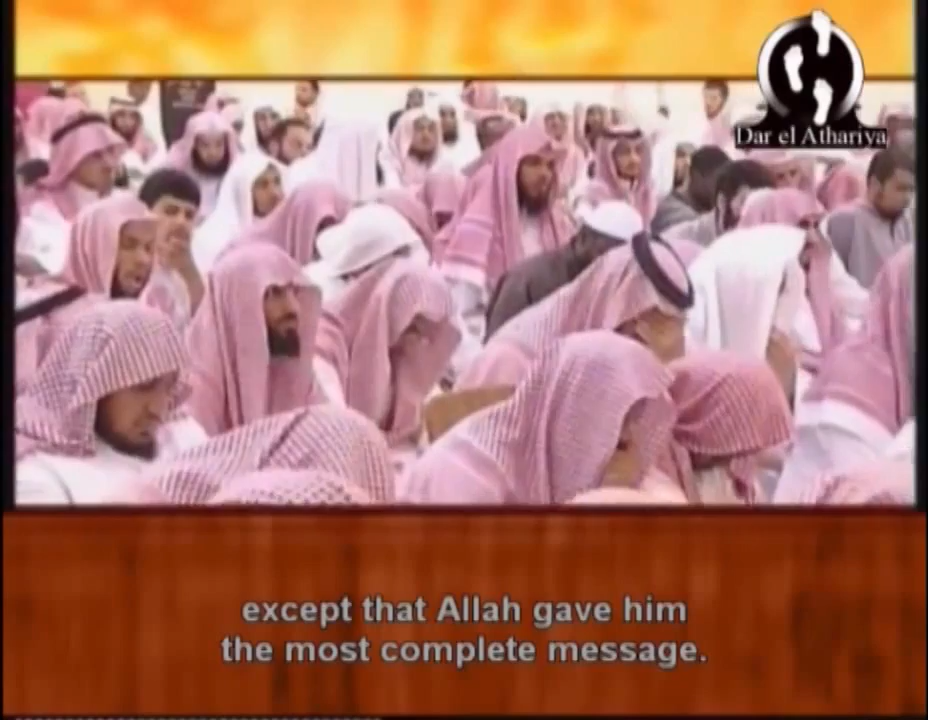 Dar el Athariya
except that Allah gave him
the most complete message.